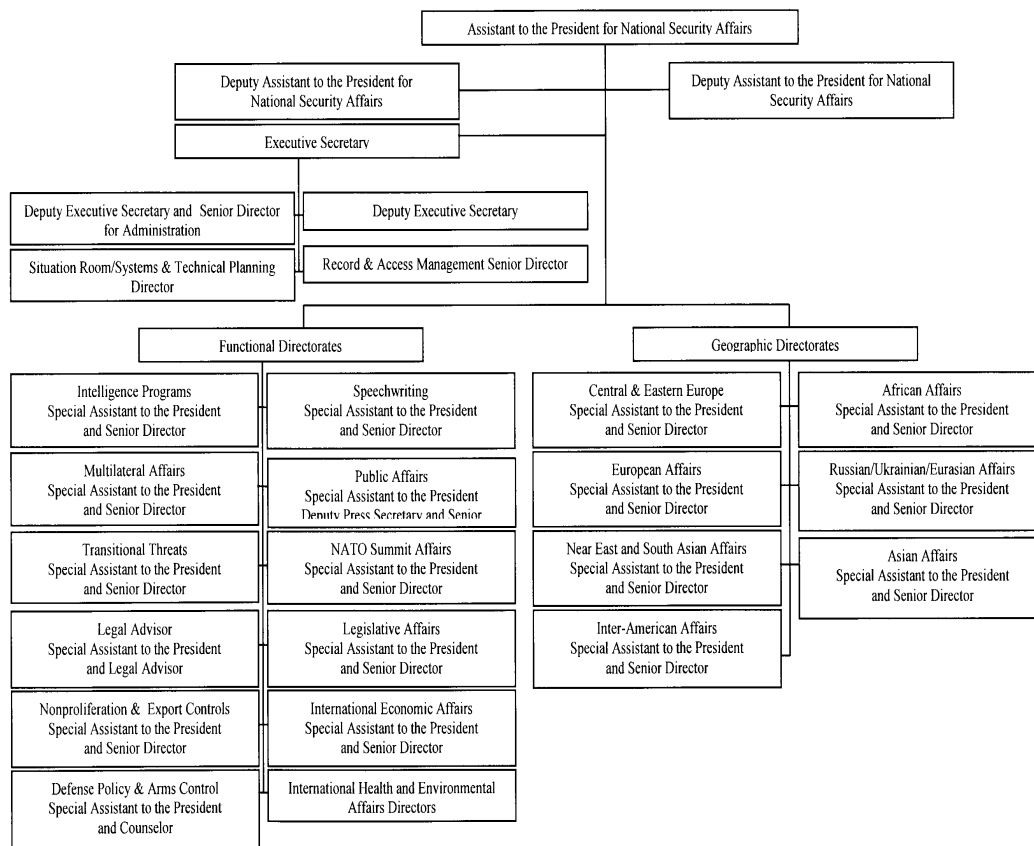 Assistant to the President for National Security Affairs
Deputy Assistant to the President for
National Security Affairs
Deputy Assistant to the President for National
Security Affairs
Executive Secretary
Deputy Executive Secretary and Senior Director
for Administration
Deputy Executive Secretary
Situation Room/Systems & Technical Planning
Director
Record & Access Management Senior Director
Functional Directorates
Geographic Directorates
Intelligence Programs
Special Assistant to the President
and Senior Director
Speechwriting
Special Assistant to the President
and Senior Director
Central & Eastern Europe
Special Assistant to the President
and Senior Director
African Affairs
Special Assistant to the President
and Senior Director
Multilateral Affairs
Special Assistant to the President
and Senior Director
Public Affairs
Special Assistant to the President
Deputy Press Secretary and Senior
European Affairs
Special Assistant to the President
and Senior Director
Russian/Ukrainian/Eurasian Affairs
Special Assistant to the President
and Senior Director
Transitional Threats
Special Assistant to the President
and Senior Director
NATO Summit Affairs
Special Assistant to the President
and Senior Director
Near East and South Asian Affairs
Special Assistant to the President
and Senior Director
Asian Affairs
Special Assistant to the President
and Senior Director
Legal Advisor
Special Assistant to the President
and Legal Advisor
Legislative Affairs
Special Assistant to the President
and Senior Director
Inter-American Affairs
Special Assistant to the President
and Senior Director
Nonproliferation & Export Controls
Special Assistant to the President
and Senior Director
International Economic Affairs
Special Assistant to the President
and Senior Director
Defense Policy & Arms Control
Special Assistant to the President
and Counselor
International Health and Environmental
Affairs Directors